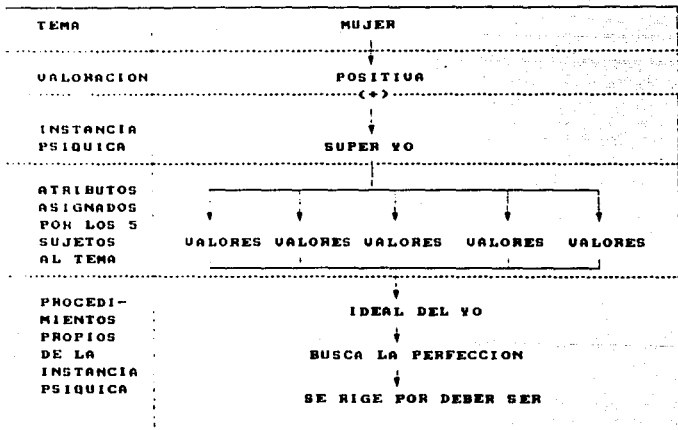 TEMA MUJER
VALORACION POSITIVA
(+)
INSTANCIA
PSIQUICA SUPER YO
ATRIBUTOS
ASIGNADOS
POR LOS 5
SUJETOS VALORES VALORES VALORES VALORES VALORES
AL TEMA
PROCEDI-
MIENTOS IDEAL DEL YO
PROPIOS
DE LA BUSCA LA PERFECCION
INSTANCIA
PSIQUICA SE RIGE POR DEBER SER